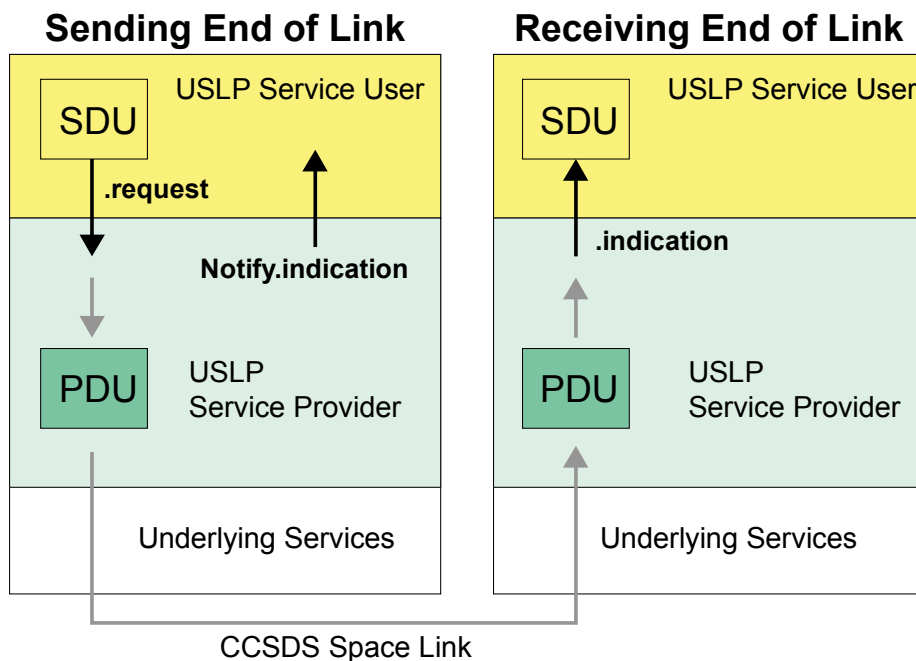 Sending End of Link
Receiving End of Link
USLP Service User
SDU
.request
Notify.indication
PDU
USLP
Service Provider
Underlying Services
USLP Service User
SDU
.indication
PDU
USLP
Service Provider
Underlying Services
CCSDS Space Link